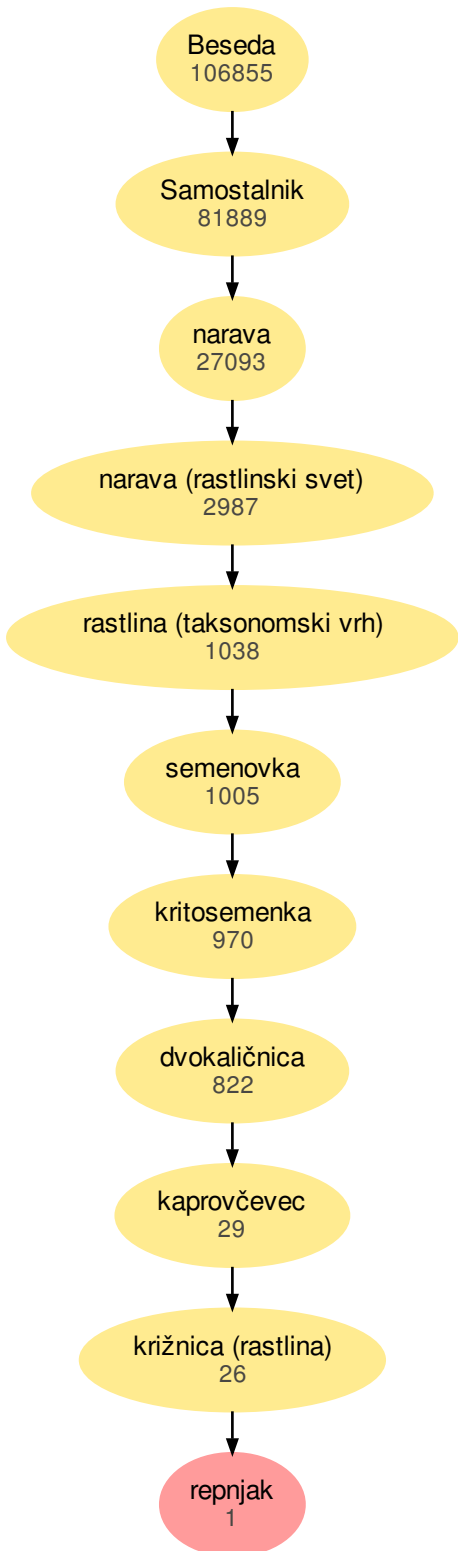 Beseda
106855
Samostalnik
81889
narava
27093
narava (rastlinski svet)
2987
rastlina (taksonomski vrh)
1038
semenovka
1005
kritosemenka
970
dvokaličnica
822
kaprovčevec
29
križnica (rastlina)
26
repnjak
1